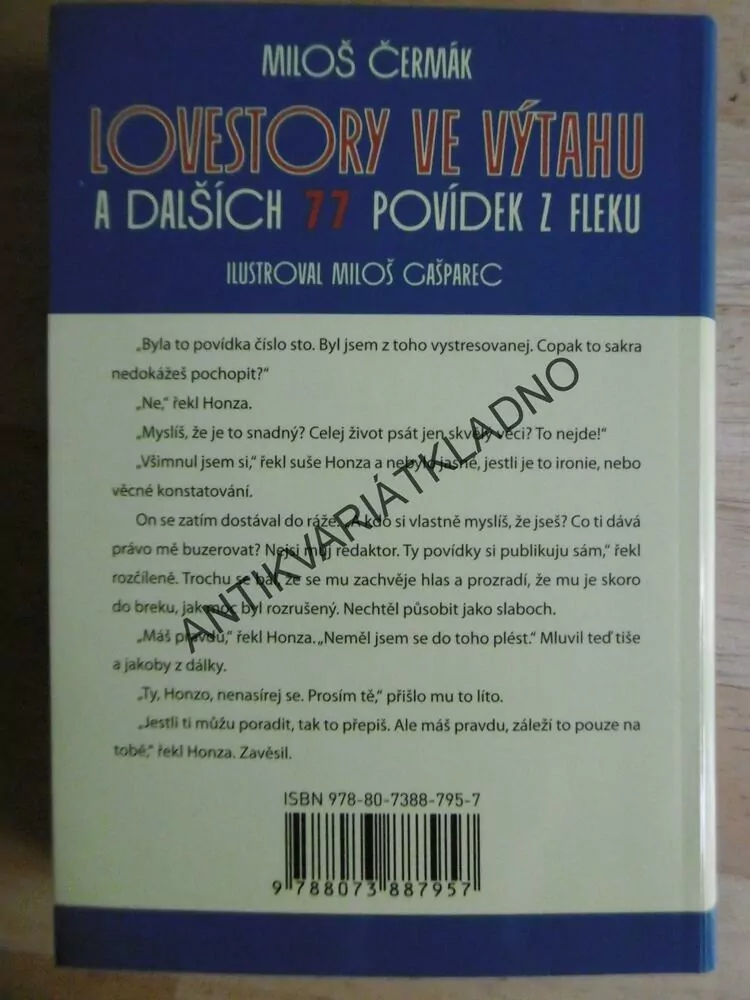 MILOŠ ČERMÁK
LOVESTORY VE VÝTAHU
A DALŠÍCH 77 POVÍDEK Z FLEKU
ILUSTROVAL MILOŠ GAŠPAREC
„Byla to povídka číslo sto. Byl jsem z toho vystresovanej. Copak to sakra
nedokážeš pochopit?“
„Ne,“ řekl Honza.
„Myslíš, že je to snadný? Celej život psát jen skvělý věci? To nejde!“
„Všimnul jsem si,“ řekl suše Honza a nebylo jasné, jestli je to ironie, nebo
věcné konstatování.
On se zatím dostával do ráže. „A kdo si vlastně myslíš, že jseš? Co ti dává
právo mě buzerovat? Nejsi můj redaktor. Ty povídky si publikuju sám,“ řekl
rozčíleně. Trochu se bál, že se mu zachvěje hlas a prozradí, že mu je skoro
do breku, jak moc byl rozrušený. Nechtěl působit jako slaboch.
„Máš pravdu,“ řekl Honza. „Neměl jsem se do toho plést.“ Mluvil teď tiše
a jakoby z dálky.
„Ty, Honzo, nenasírej se. Prosím tě,“ přišlo mu to líto.
„Jestli ti můžu poradit, tak to přepiš. Ale máš pravdu, záleží to pouze na
tobě,“ řekl Honza. Zavěsil.
ANTIKVARIÁTKLADNO
ISBN 978-80-7388-795-7
9 788073 887957